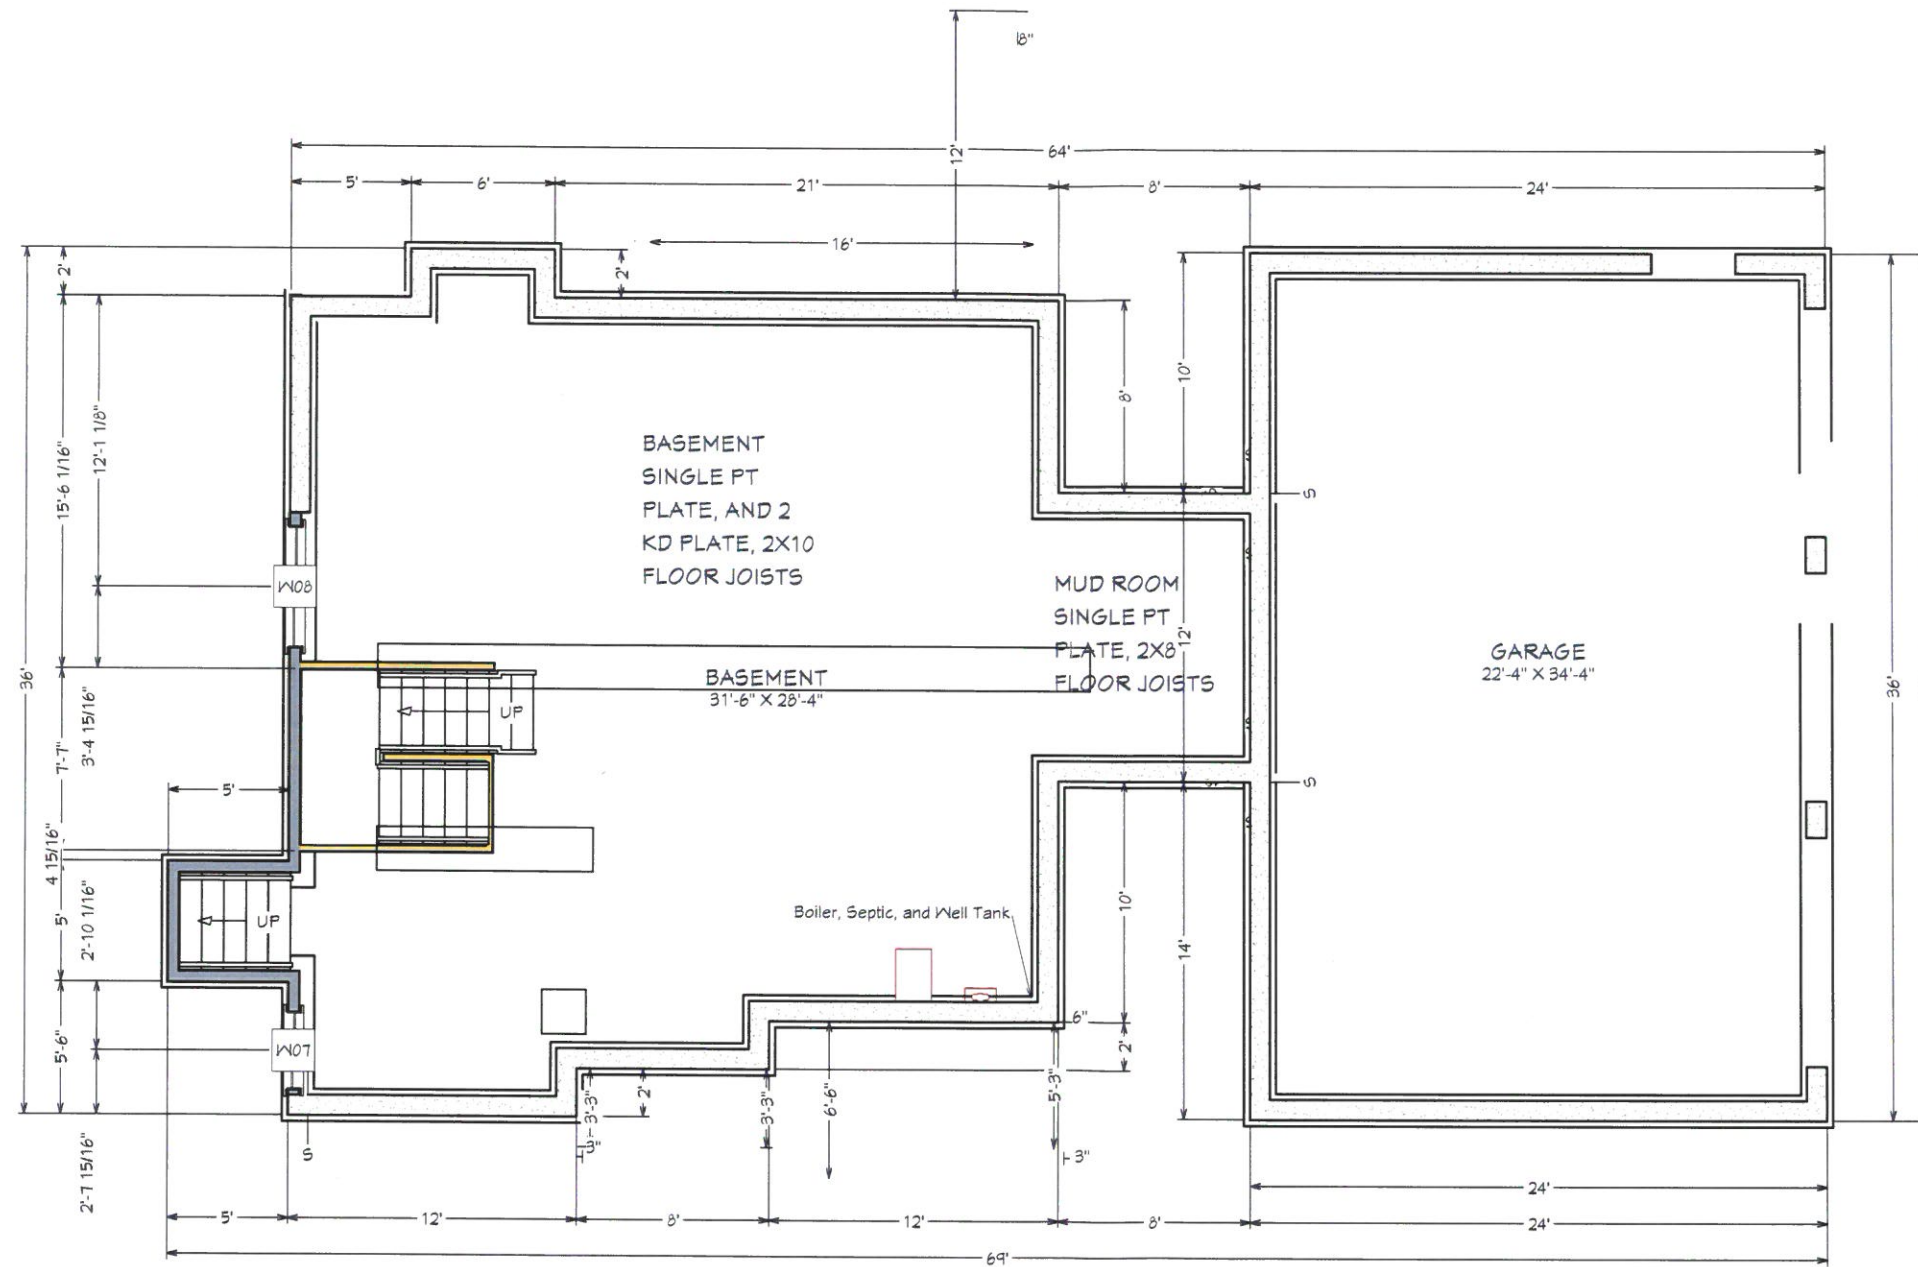 18"
12'
64'
5'
6'
21'
8'
24'
16'
2'
2'
36'
15'-6 1/16"
12'-1 1/8"
8'
10'
BASEMENT
SINGLE PT
PLATE, AND 2
KD PLATE, 2X10
FLOOR JOISTS
S
W08
MUD ROOM
SINGLE PT
PLATE, 2X8
FLOOR JOISTS
12'
BASEMENT
31'-6" X 28'-4"
GARAGE
22'-4" X 34'-4"
36'
UP
7'-7"
3'-4 15/16"
5'
S
4 15/16"
5'
2'-10 1/16"
UP
Boiler, Septic, and Well Tank
10'
14'
5'-6"
W07
6"
2'
2'
3'-3"
3'-3"
6'-6"
5'-3"
3"
3"
S
2'-7 15/16"
24'
5'
12'
8'
12'
8'
24'
69'